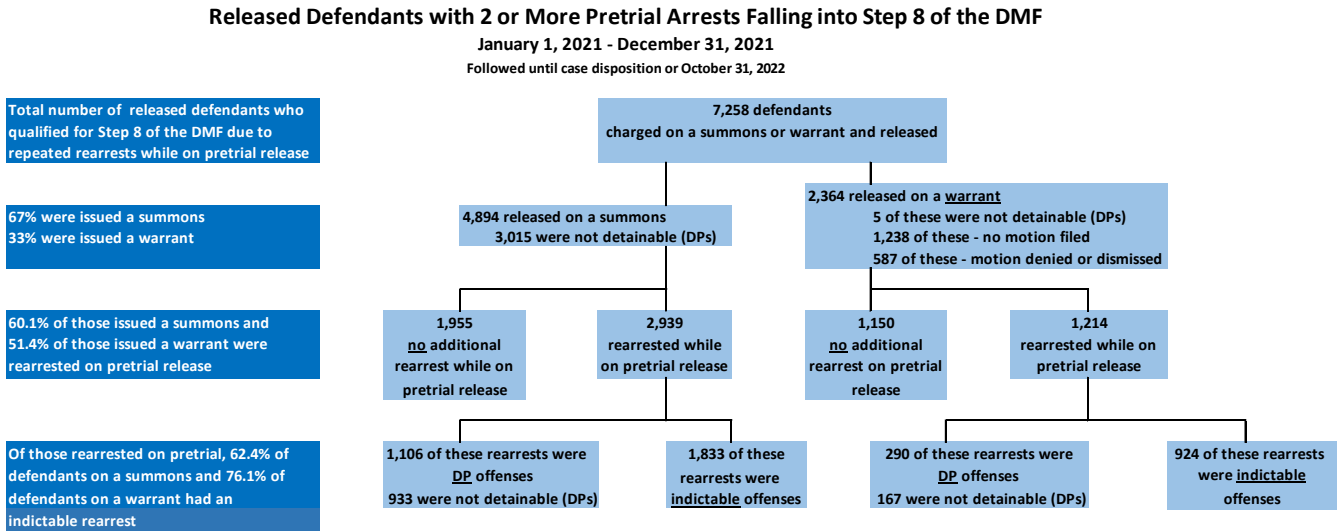 Released Defendants with 2 or More Pretrial Arrests Falling into Step 8 of the DMF
January 1, 2021 - December 31, 2021
Followed until case disposition or October 31, 2022
Total number of released defendants who
qualified for Step 8 of the DMF due to
repeated rearrests while on pretrial release
7,258 defendants
charged on a summons or warrant and released
67% were issued a summons
33% were issued a warrant
4,894 released on a summons
3,015 were not detainable (DPs)
2,364 released on a warrant
5 of these were not detainable (DPs)
1,238 of these - no motion filed
587 of these - motion denied or dismissed
60.1% of those issued a summons and
51.4% of those issued a warrant were
rearrested on pretrial release
1,955
no additional
rearrest while on
pretrial release
2,939
rearrested while
on pretrial release
1,150
no additional
rearrest on pretrial
release
1,214
rearrested while on
pretrial release
Of those rearrested on pretrial, 62.4% of
defendants on a summons and 76.1% of
defendants on a warrant had an
indictable rearrest
1,106 of these rearrests were
DP offenses
933 were not detainable (DPs)
1,833 of these
rearrests were
indictable offenses
290 of these rearrests were
DP offenses
167 were not detainable (DPs)
924 of these rearrests
were indictable
offenses